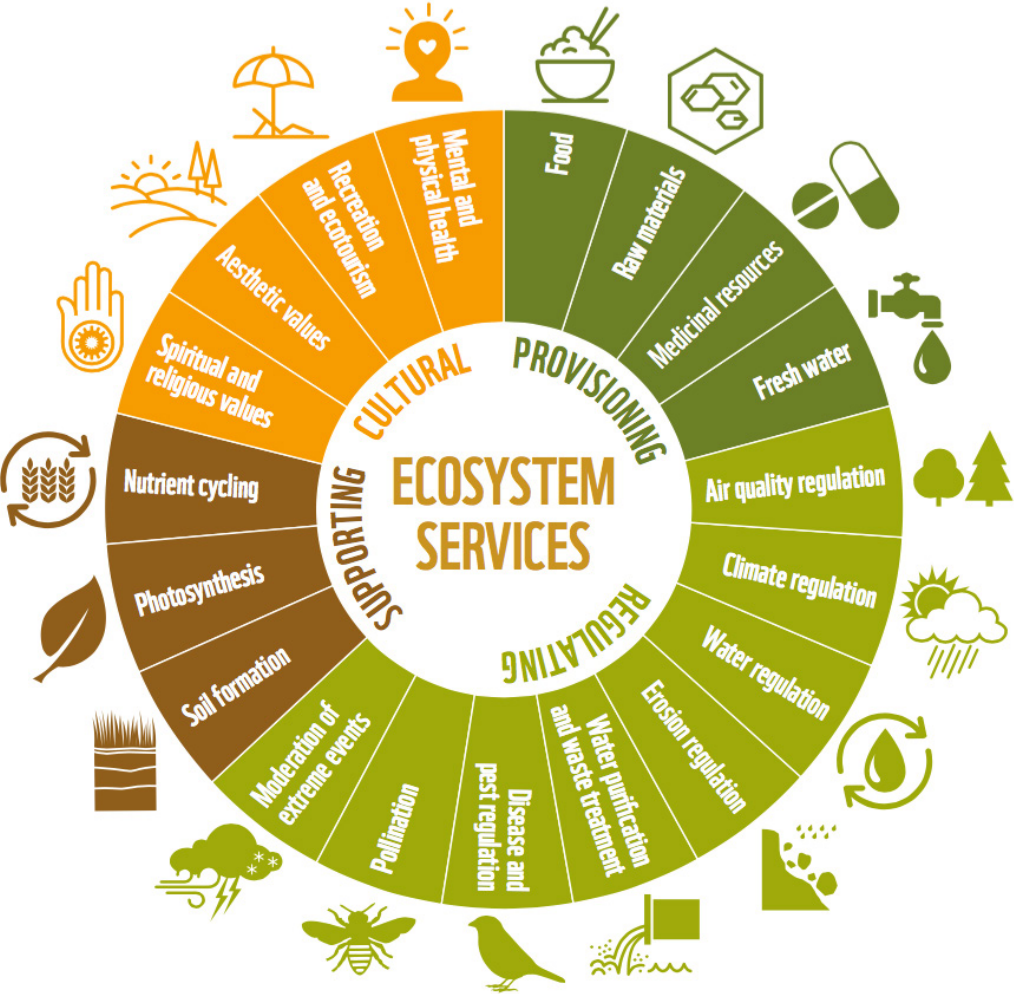 ECOSYSTEM
SERVICES
PROVISIONING
Food
Raw materials
Medicinal resources
Fresh water
REGULATING
Air quality regulation
Climate regulation
Water regulation
Erosion regulation
Water purification
and waste treatment
Disease and
pest regulation
Pollination
Moderation of
extreme events
SUPPORTING
Soil formation
Photosynthesis
Nutrient cycling
CULTURAL
Spiritual and
religious values
Aesthetic values
Recreation
and ecotourism
Mental and
physical health